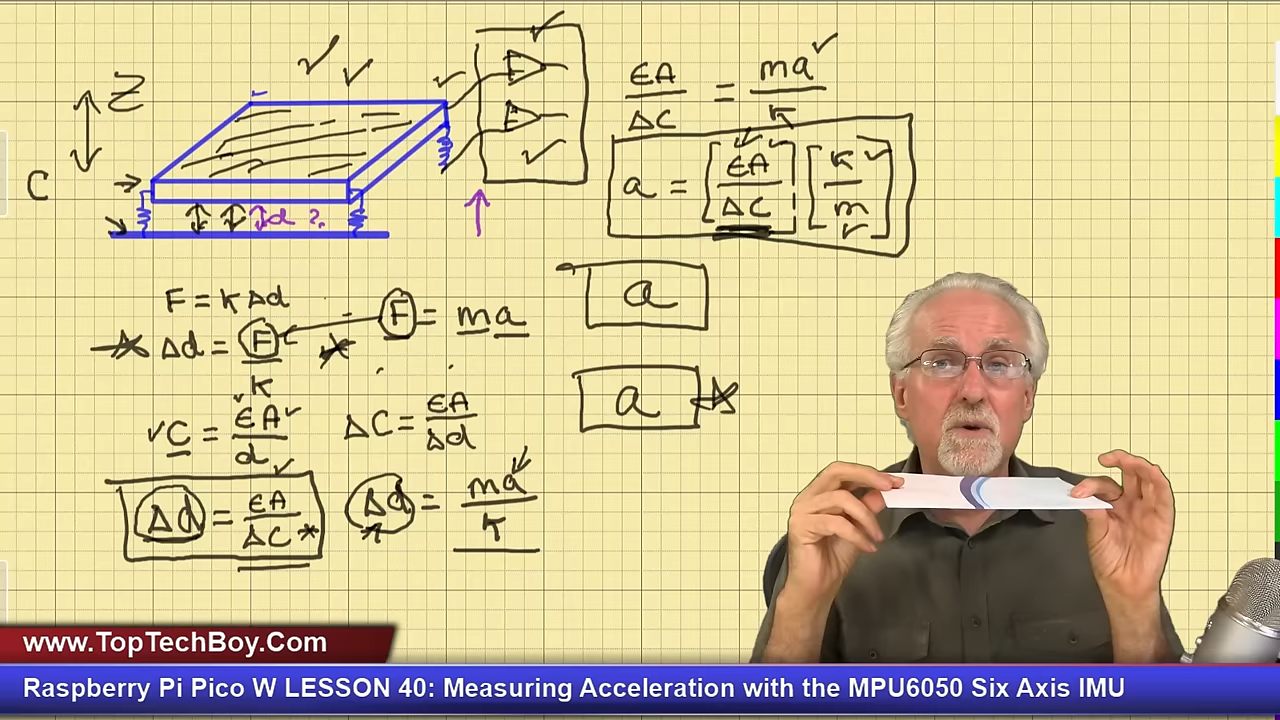 Z
C
d ?
εA/ΔC = ma/k
a = [εA/ΔC] [k/m]
a
F = kΔd
Δd = F/k
F = ma
C = εA/d
ΔC = εA/Δd
a
Δd = εA/ΔC *
Δd = ma/k
www.TopTechBoy.Com
Raspberry Pi Pico W LESSON 40: Measuring Acceleration with the MPU6050 Six Axis IMU